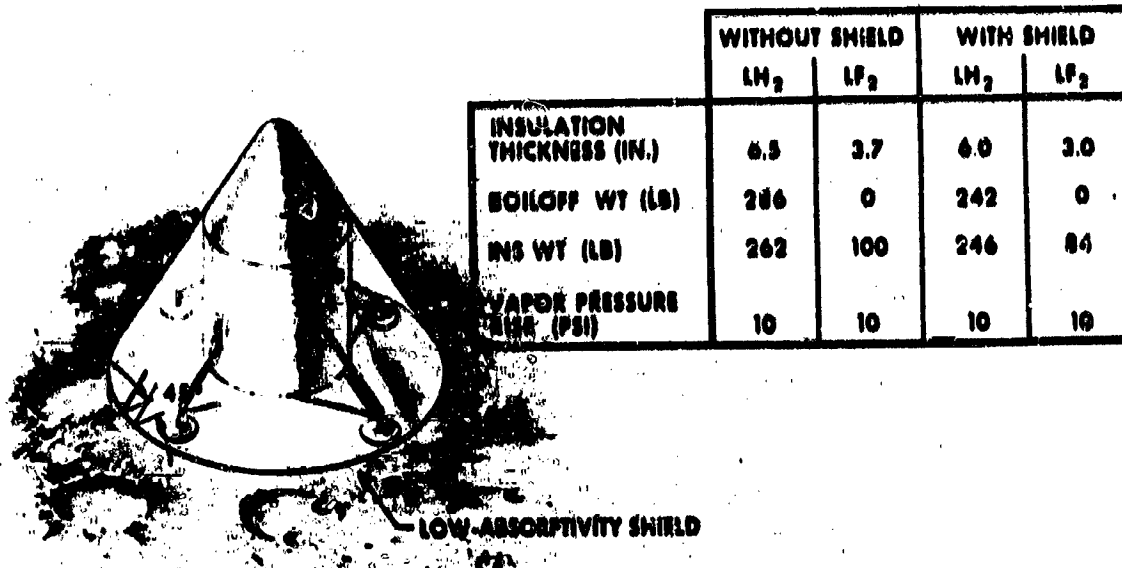 WITHOUT SHIELD WITH SHIELD
LH₂ LF₂ LH₂ LF₂
INSULATION
THICKNESS (IN.) 6.5 3.7 6.0 3.0
BOILOFF WT (LB) 286 0 242 0
INS WT (LB) 262 100 246 84
VAPOR PRESSURE
RISE (PSI) 10 10 10 10
45°
LOW-ABSORPTIVITY SHIELD